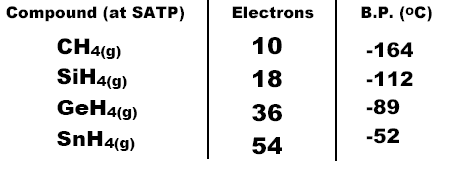 Compound (at SATP) Electrons B.P. (ºC)
CH4(g) 10 -164
SiH4(g) 18 -112
GeH4(g) 36 -89
SnH4(g) 54 -52